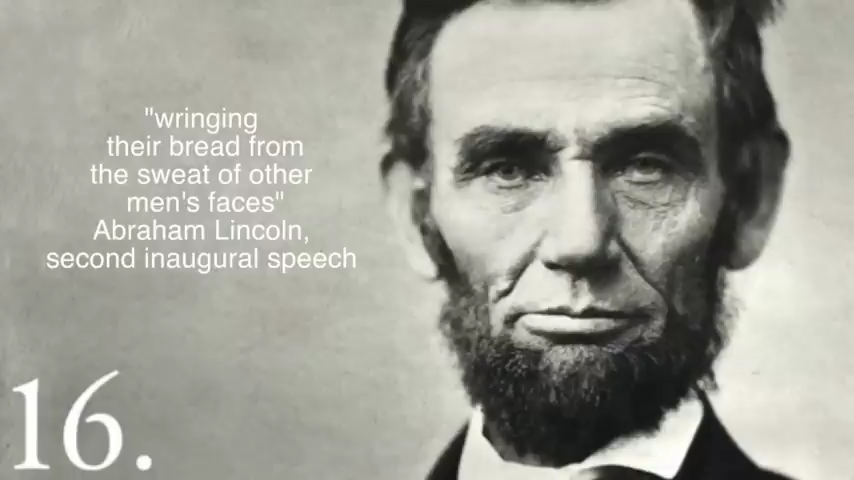 "wringing
their bread from
the sweat of other
men's faces"
Abraham Lincoln,
second inaugural speech
16.